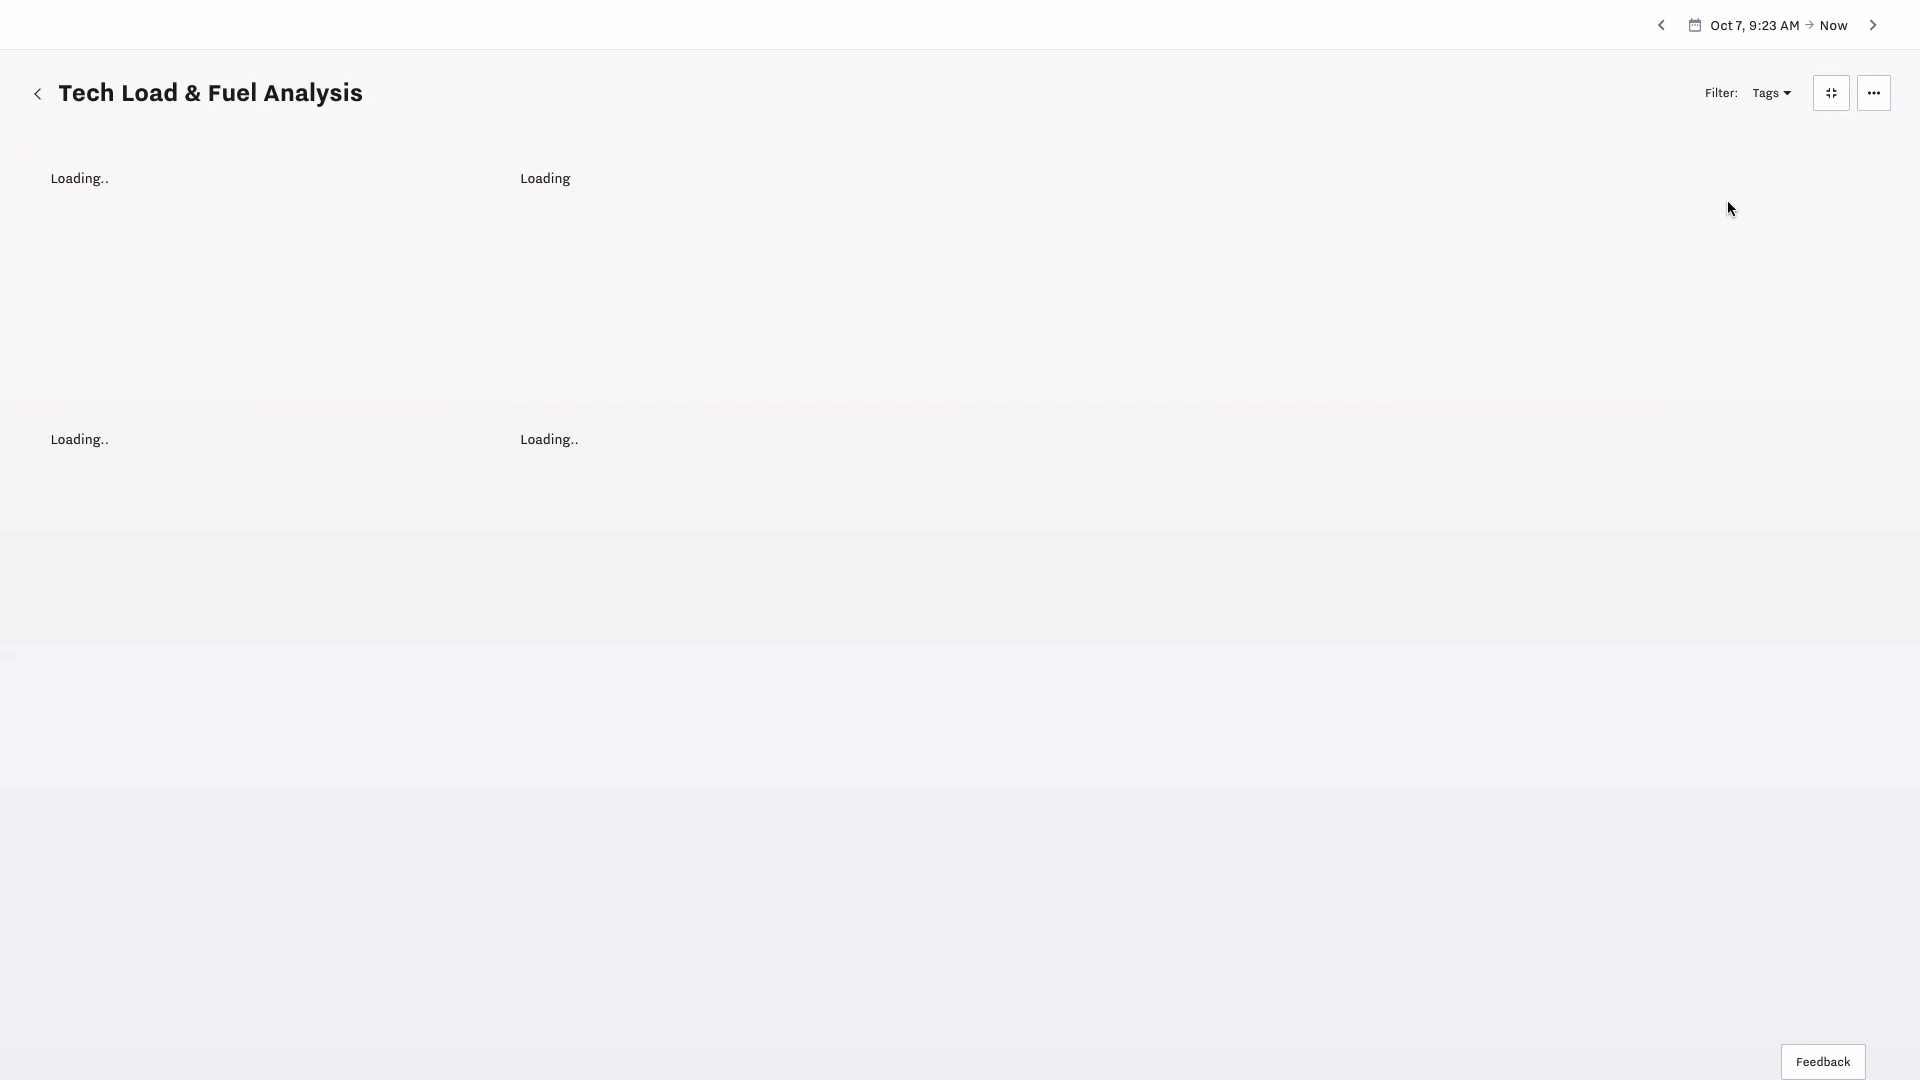 Oct 7, 9:23 AM → Now
Tech Load & Fuel Analysis
Filter: Tags
Loading..
Loading
Loading..
Loading..
Feedback